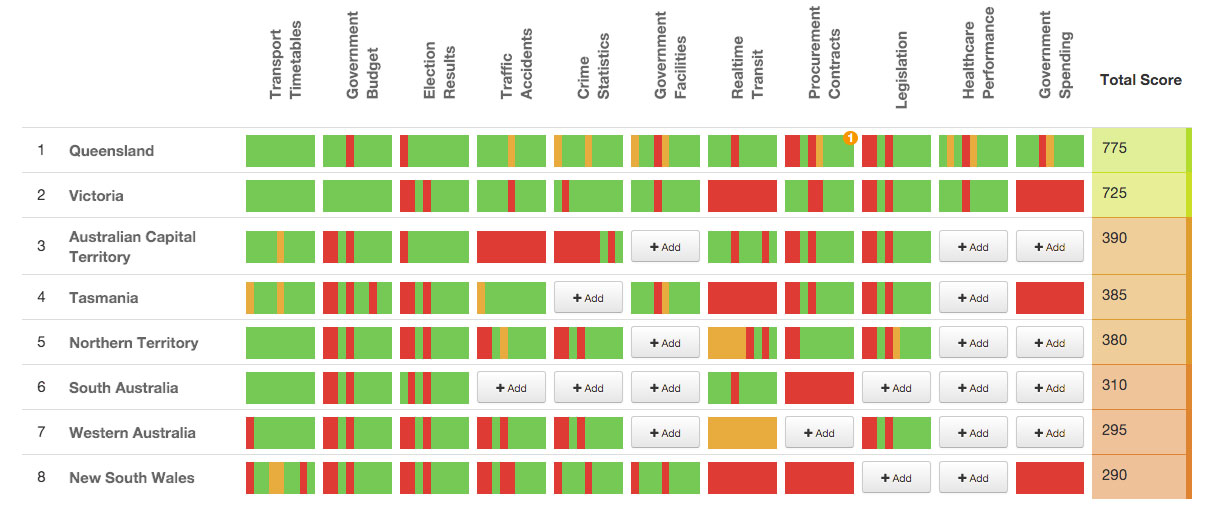 Transport
Timetables
Government
Budget
Election
Results
Traffic
Accidents
Crime
Statistics
Government
Facilities
Realtime
Transit
Procurement
Contracts
Legislation
Healthcare
Performance
Government
Spending
Total Score
1 Queensland 1 775
2 Victoria 725
3 Australian Capital
Territory + Add + Add + Add 390
4 Tasmania + Add + Add 385
5 Northern Territory + Add + Add + Add 380
6 South Australia + Add + Add + Add + Add + Add + Add 310
7 Western Australia + Add + Add + Add + Add 295
8 New South Wales + Add + Add 290